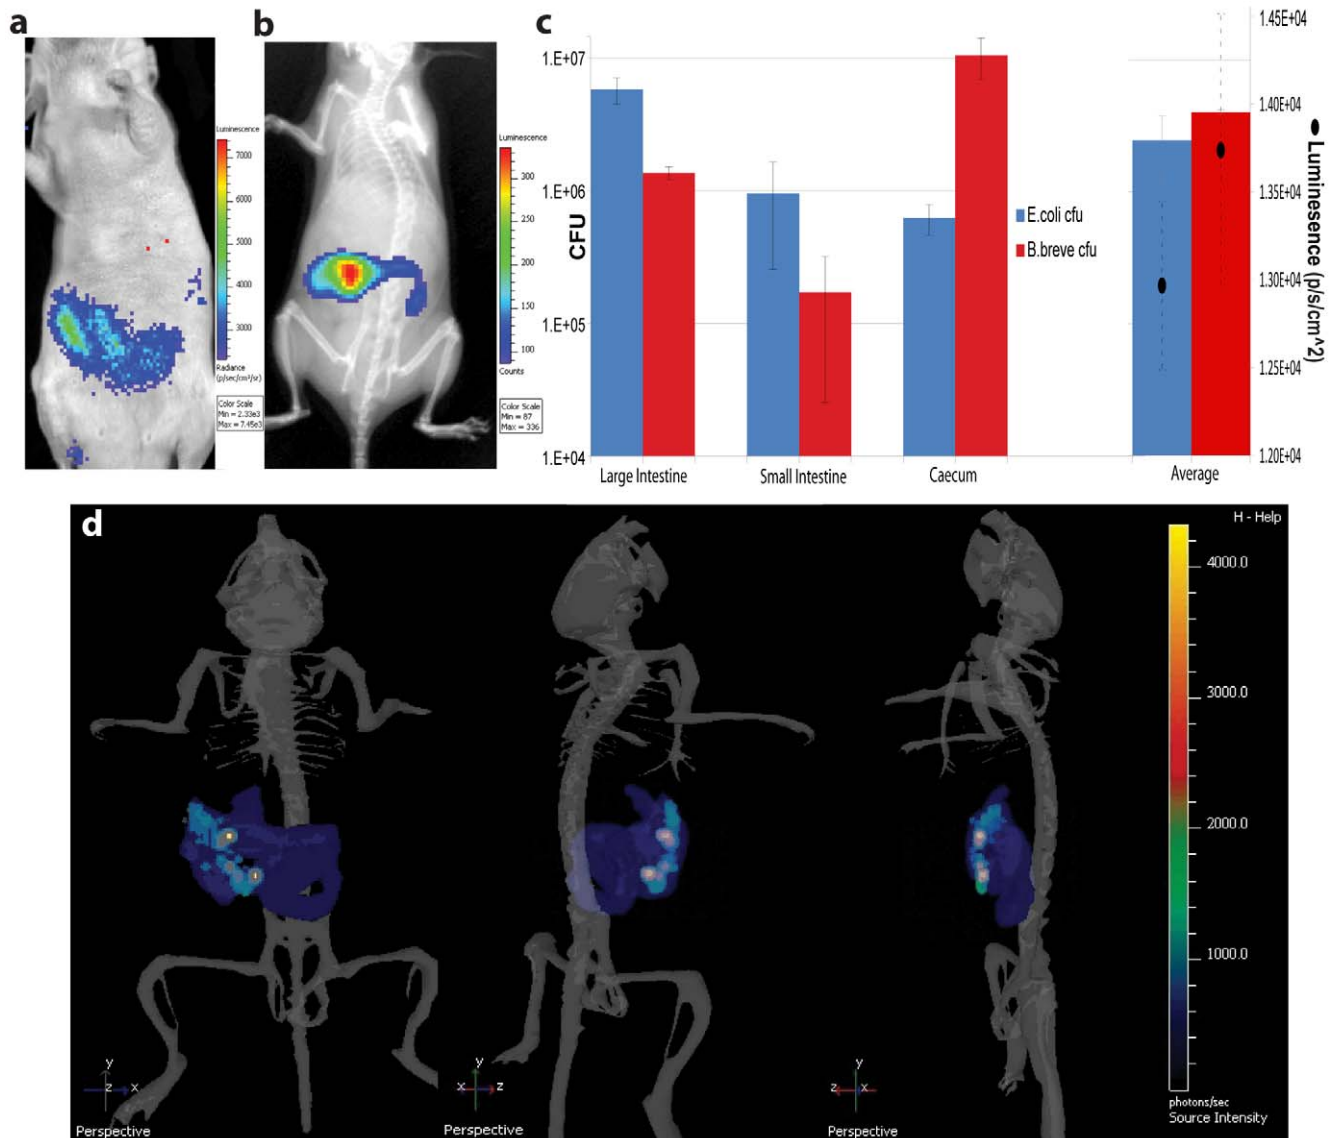 a
Luminescence
7000
6000
5000
4000
3000
Radiance
(p/sec/cm²/sr)
Color Scale
Min = 2.33e3
Max = 7.45e3
b
Luminescence
300
250
200
150
100
Counts
Color Scale
Min = 87
Max = 336
c
CFU
1.E+07
1.E+06
1.E+05
1.E+04
Large Intestine
Small Intestine
Caecum
Average
E.coli cfu
B.breve cfu
1.45E+04
1.40E+04
1.35E+04
1.30E+04
1.25E+04
1.20E+04
Luminesence (p/s/cm^2)
d
H - Help
4000.0
3000.0
2000.0
1000.0
photons/sec
Source Intensity
y
z x
Perspective
y
x z
Perspective
y
z x
Perspective